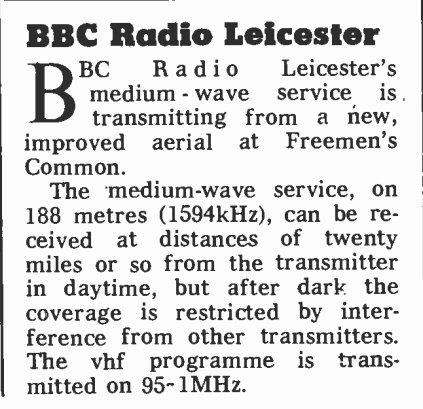 BBC Radio Leicester
BBC Radio Leicester's
medium-wave service is
transmitting from a new,
improved aerial at Freemen's
Common.
The medium-wave service, on
188 metres (1594kHz), can be re-
ceived at distances of twenty
miles or so from the transmitter
in daytime, but after dark the
coverage is restricted by inter-
ference from other transmitters.
The vhf programme is trans-
mitted on 95-1MHz.